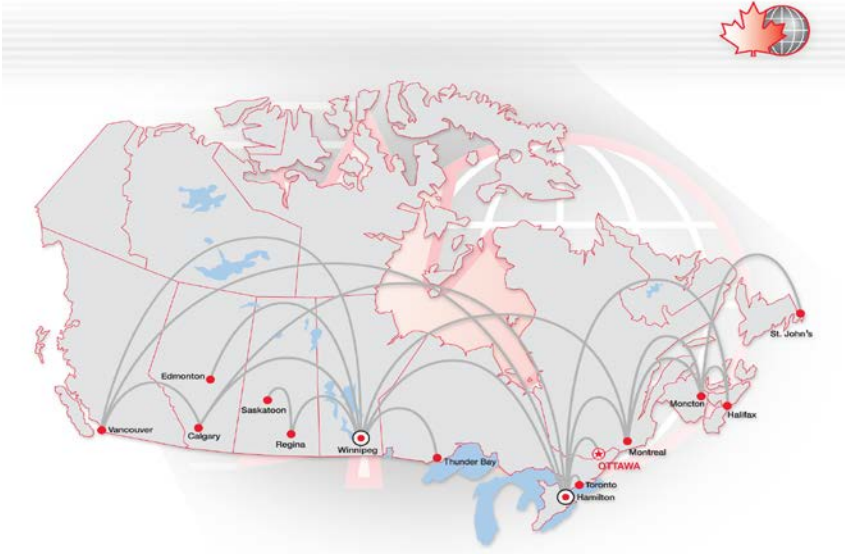 St. John's
Edmonton
Saskatoon
Moncton
Halifax
Vancouver
Calgary
Regina
Winnipeg
Montreal
Thunder Bay
OTTAWA
Toronto
Hamilton